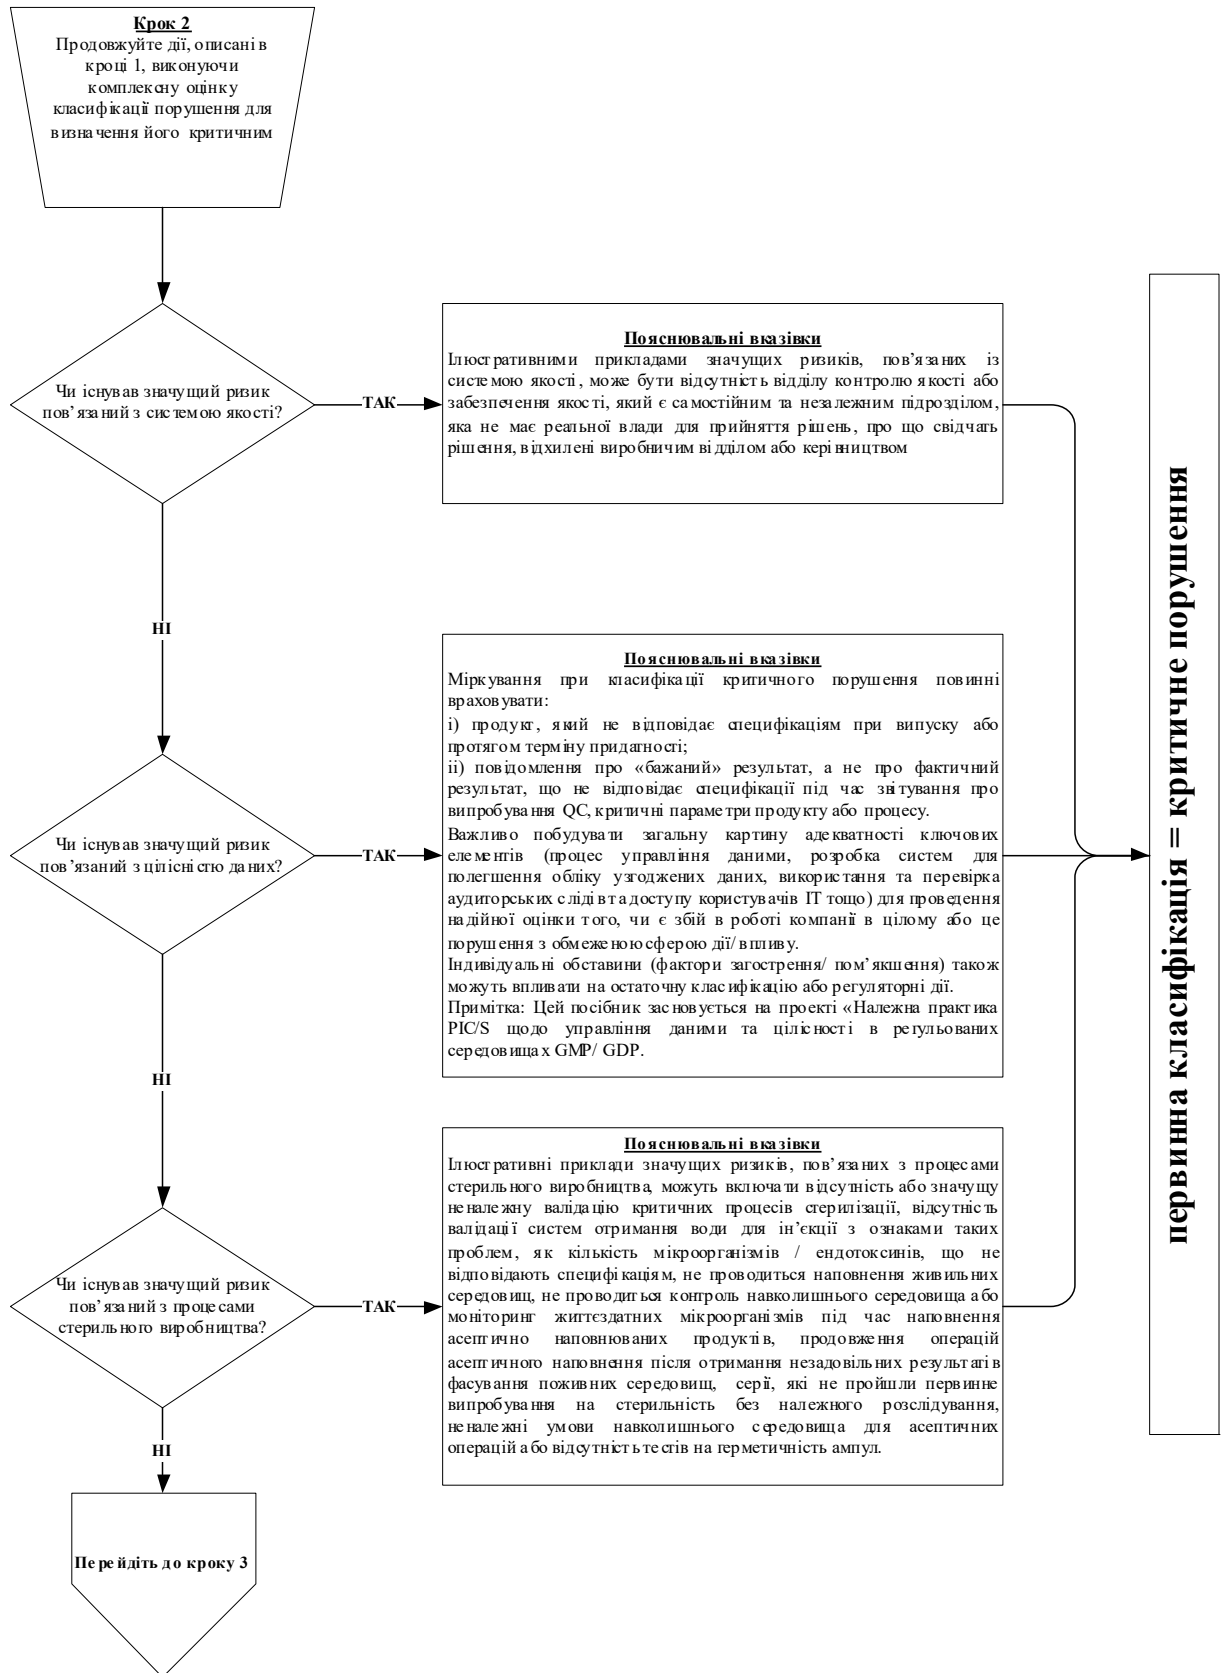 Крок 2
Продовжуйте дії, описані в
кроці 1, виконуючи
комплексну оцінку
класифікації порушення для
визначення його критичним
Чи існував значущий ризик
пов’язаний з системою якості?
ТАК
Пояснювальні вказівки
Ілюстративними прикладами значущих ризиків, пов’язаних із
системою якості, може бути відсутність відділу контролю якості або
забезпечення якості, який є самостійним та незалежним підрозділом,
яка не має реальної влади для прийняття рішень, про що свідчать
рішення, відхилені виробничим відділом або керівництвом
НІ
Чи існував значущий ризик
пов’язаний з цілісністю даних?
ТАК
Пояснювальні вказівки
Міркування при класифікації критичного порушення повинні
враховувати:
і) продукт, який не відповідає специфікаціям при випуску або
протягом терміну придатності;
іі) повідомлення про «бажаний» результат, а не про фактичний
результат, що не відповідає специфікації під час звітування про
випробування QC, критичні параметри продукту або процесу.
Важливо побудувати загальну картину адекватності ключових
елементів (процес управління даними, розробка систем для
полегшення обліку узгоджених даних, використання та перевірка
аудиторських слідів та доступу користувачів ІТ тощо) для проведення
надійної оцінки того, чи є збій в роботі компанії в цілому або це
порушення з обмеженою сферою дії/ впливу.
Індивідуальні обставини (фактори загострення/ пом’якшення) також
можуть впливати на остаточну класифікацію або регуляторні дії.
Примітка: Цей посібник засновується на проекті «Належна практика
PIC/S щодо управління даними та цілісності в регульованих
середовищах GMP/ GDP.
НІ
Чи існував значущий ризик
пов’язаний з процесами
стерильного виробництва?
ТАК
Пояснювальні вказівки
Ілюстративні приклади значущих ризиків, пов’язаних з процесами
стерильного виробництва, можуть включати відсутність або значущу
неналежну валідацію критичних процесів стерилізації, відсутність
валідації систем отримання води для ін’єкції з ознаками таких
проблем, як кількість мікроорганізмів / ендотоксинів, що не
відповідають специфікаціям, не проводиться наповнення живильних
середовищ, не проводиться контроль навколишнього середовища або
моніторинг життєздатних мікроорганізмів під час наповнення
асептично наповнюваних продуктів, продовження операцій
асептичного наповнення після отримання незадовільних результатів
фасування поживних середовищ, серії, які не пройшли первинне
випробування на стерильність без належного розслідування,
неналежні умови навколишнього середовища для асептичних
операцій або відсутність тестів на герметичність ампул.
НІ
Перейдіть до кроку 3
первинна класифікація = критичне порушення